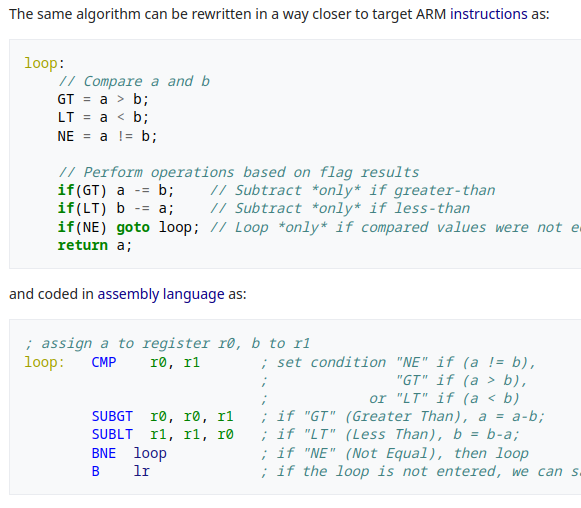 The same algorithm can be rewritten in a way closer to target ARM instructions as:
loop:
    // Compare a and b
    GT = a > b;
    LT = a < b;
    NE = a != b;

    // Perform operations based on flag results
    if(GT) a -= b;    // Subtract *only* if greater-than
    if(LT) b -= a;    // Subtract *only* if less-than
    if(NE) goto loop; // Loop *only* if compared values were not
    return a;
and coded in assembly language as:
; assign a to register r0, b to r1
loop:   CMP    r0, r1       ; set condition "NE" if (a != b),
                            ;               "GT" if (a > b),
                            ;            or "LT" if (a < b)
        SUBGT  r0, r0, r1   ; if "GT" (Greater Than), a = a-b;
        SUBLT  r1, r1, r0   ; if "LT" (Less Than), b = b-a;
        BNE  loop           ; if "NE" (Not Equal), then loop
        B    lr             ; if the loop is not entered, we can